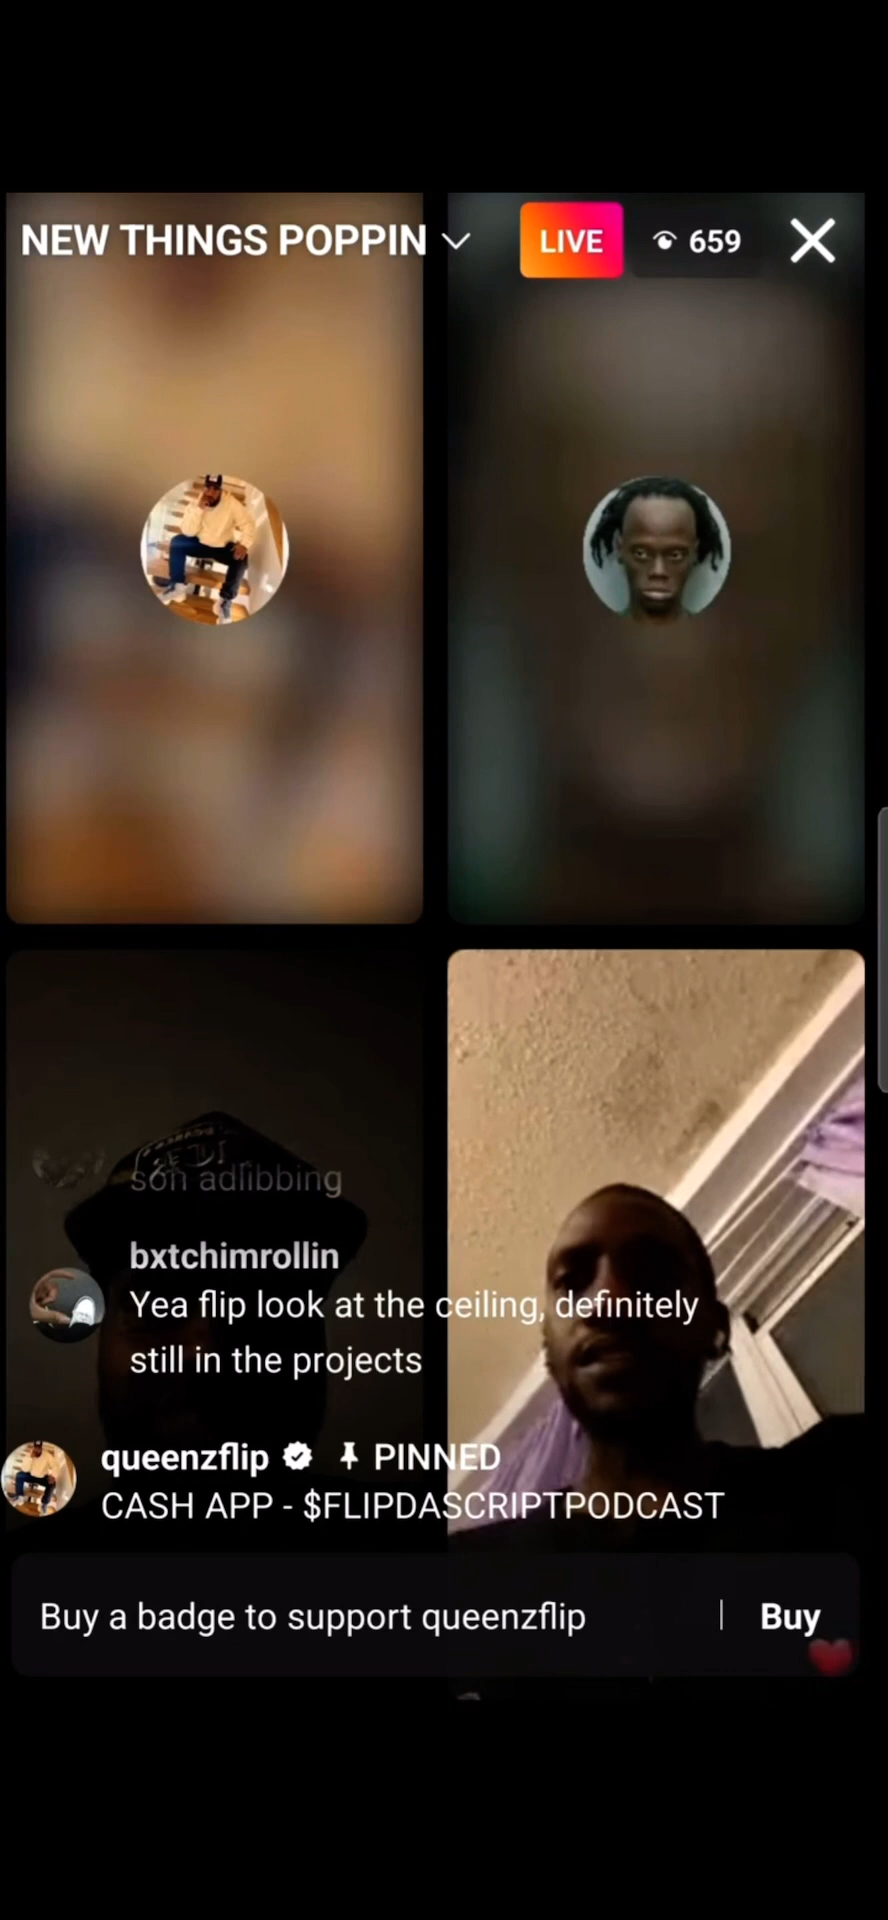 NEW THINGS POPPIN
LIVE
659
son adlibbing
bxtchimrollin
Yea flip look at the ceiling, definitely
still in the projects
queenzflip PINNED
CASH APP - $FLIPDASCRIPTPODCAST
Buy a badge to support queenzflip | Buy